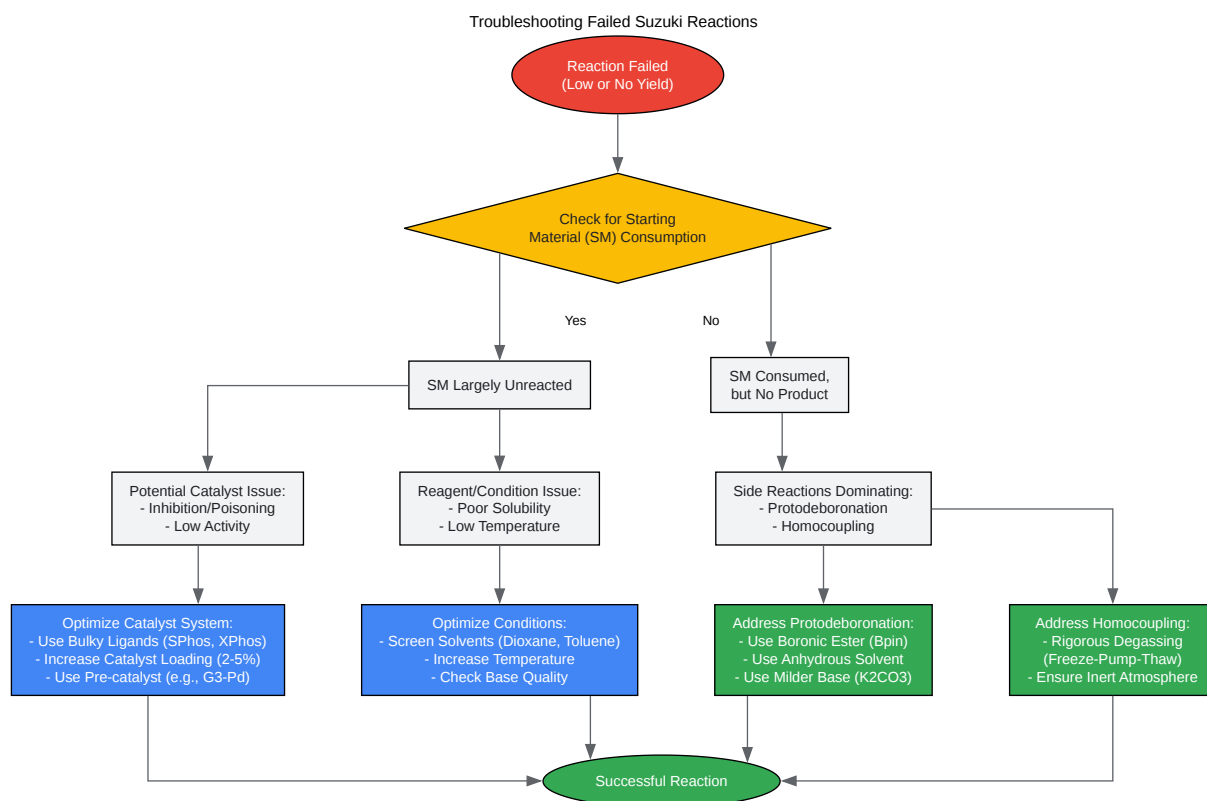 Troubleshooting Failed Suzuki Reactions
Reaction Failed
(Low or No Yield)
Check for Starting
Material (SM) Consumption
Yes
No
SM Largely Unreacted
SM Consumed,
but No Product
Potential Catalyst Issue:
- Inhibition/Poisoning
- Low Activity
Reagent/Condition Issue:
- Poor Solubility
- Low Temperature
Side Reactions Dominating:
- Protodeboronation
- Homocoupling
Optimize Catalyst System:
- Use Bulky Ligands (SPhos, XPhos)
- Increase Catalyst Loading (2-5%)
- Use Pre-catalyst (e.g., G3-Pd)
Optimize Conditions:
- Screen Solvents (Dioxane, Toluene)
- Increase Temperature
- Check Base Quality
Address Protodeboronation:
- Use Boronic Ester (Bpin)
- Use Anhydrous Solvent
- Use Milder Base (K2CO3)
Address Homocoupling:
- Rigorous Degassing
(Freeze-Pump-Thaw)
- Ensure Inert Atmosphere
Successful Reaction